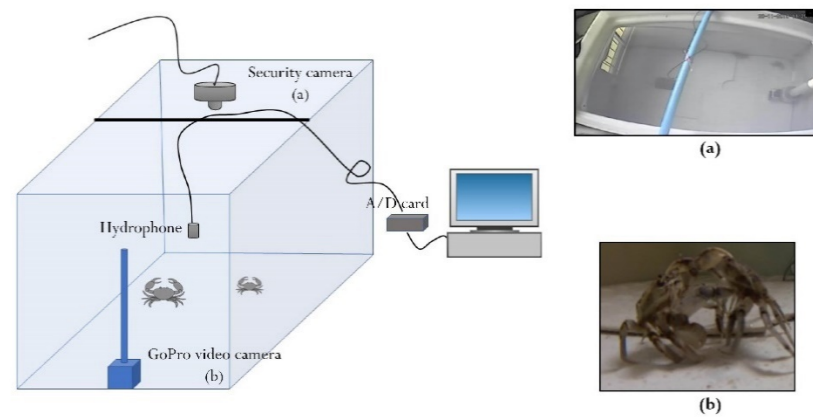 Security camera
(a)
A/D card
Hydrophone
GoPro video camera
(b)
(a)
(b)